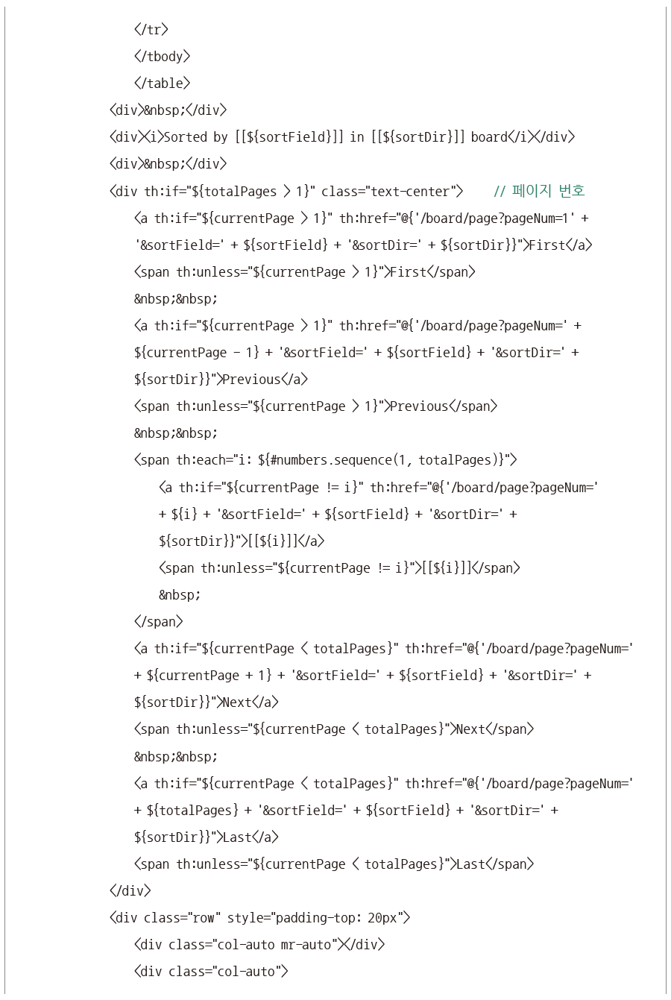 </tr>
</tbody>
</table>
<div>&nbsp;</div>
<div><i>Sorted by [[${sortField}]] in [[${sortDir}]] board</i></div>
<div>&nbsp;</div>
<div th:if="${totalPages > 1}" class="text-center"> // 페이지 번호
<a th:if="${currentPage > 1}" th:href="@{'/board/page?pageNum=1' +
'&sortField=' + ${sortField} + '&sortDir=' + ${sortDir}}">First</a>
<span th:unless="${currentPage > 1}">First</span>
&nbsp;&nbsp;
<a th:if="${currentPage > 1}" th:href="@{'/board/page?pageNum=' +
${currentPage - 1} + '&sortField=' + ${sortField} + '&sortDir=' +
${sortDir}}">Previous</a>
<span th:unless="${currentPage > 1}">Previous</span>
&nbsp;&nbsp;
<span th:each="i: ${#numbers.sequence(1, totalPages)}">
<a th:if="${currentPage != i}" th:href="@{'/board/page?pageNum='
+ ${i} + '&sortField=' + ${sortField} + '&sortDir=' +
${sortDir}}">[[${i}]]</a>
<span th:unless="${currentPage != i}">[[${i}]]</span>
&nbsp;
</span>
<a th:if="${currentPage < totalPages}" th:href="@{'/board/page?pageNum='
+ ${currentPage + 1} + '&sortField=' + ${sortField} + '&sortDir=' +
${sortDir}}">Next</a>
<span th:unless="${currentPage < totalPages}">Next</span>
&nbsp;&nbsp;
<a th:if="${currentPage < totalPages}" th:href="@{'/board/page?pageNum='
+ ${totalPages} + '&sortField=' + ${sortField} + '&sortDir=' +
${sortDir}}">Last</a>
<span th:unless="${currentPage < totalPages}">Last</span>
</div>
<div class="row" style="padding-top: 20px">
<div class="col-auto mr-auto"></div>
<div class="col-auto">